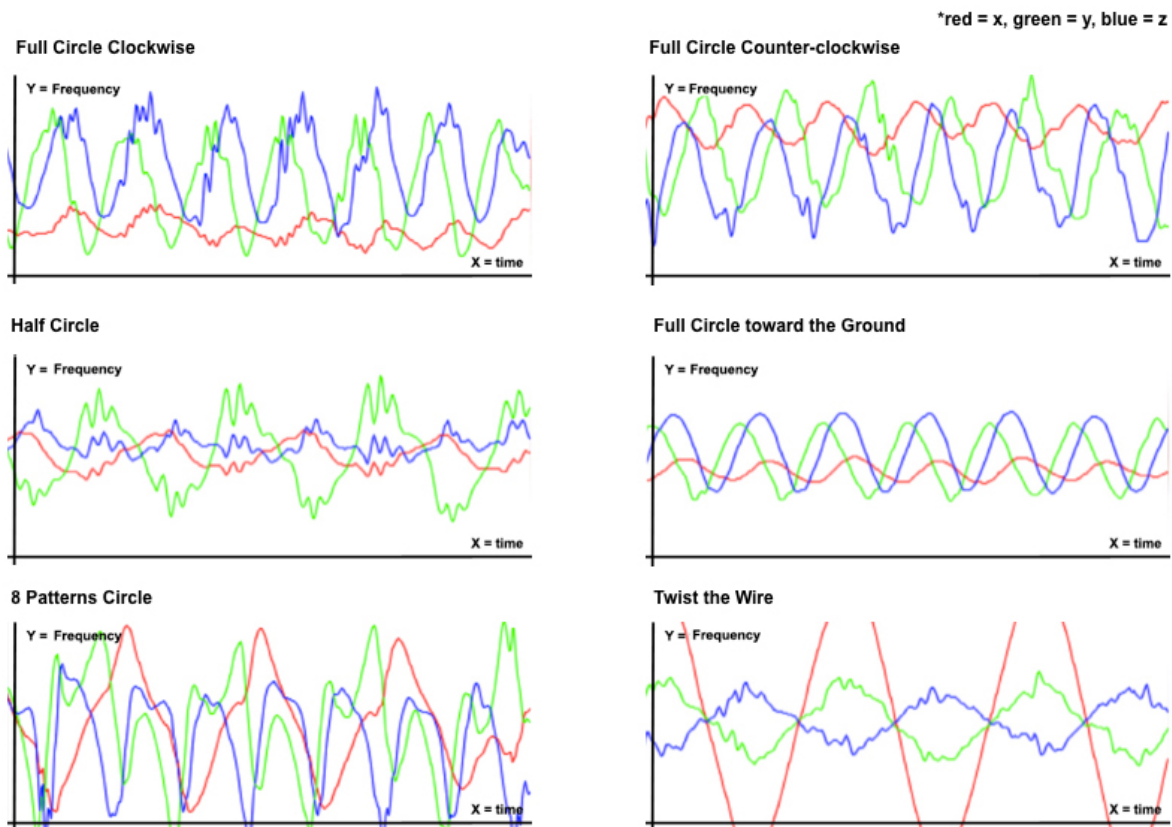 *red = x, green = y, blue = z
Full Circle Clockwise
Y = Frequency
X = time
Full Circle Counter-clockwise
Y = Frequency
X = time
Half Circle
Y = Frequency
X = time
Full Circle toward the Ground
Y = Frequency
X = time
8 Patterns Circle
Y = Frequency
X = time
Twist the Wire
Y = Frequency
X = time